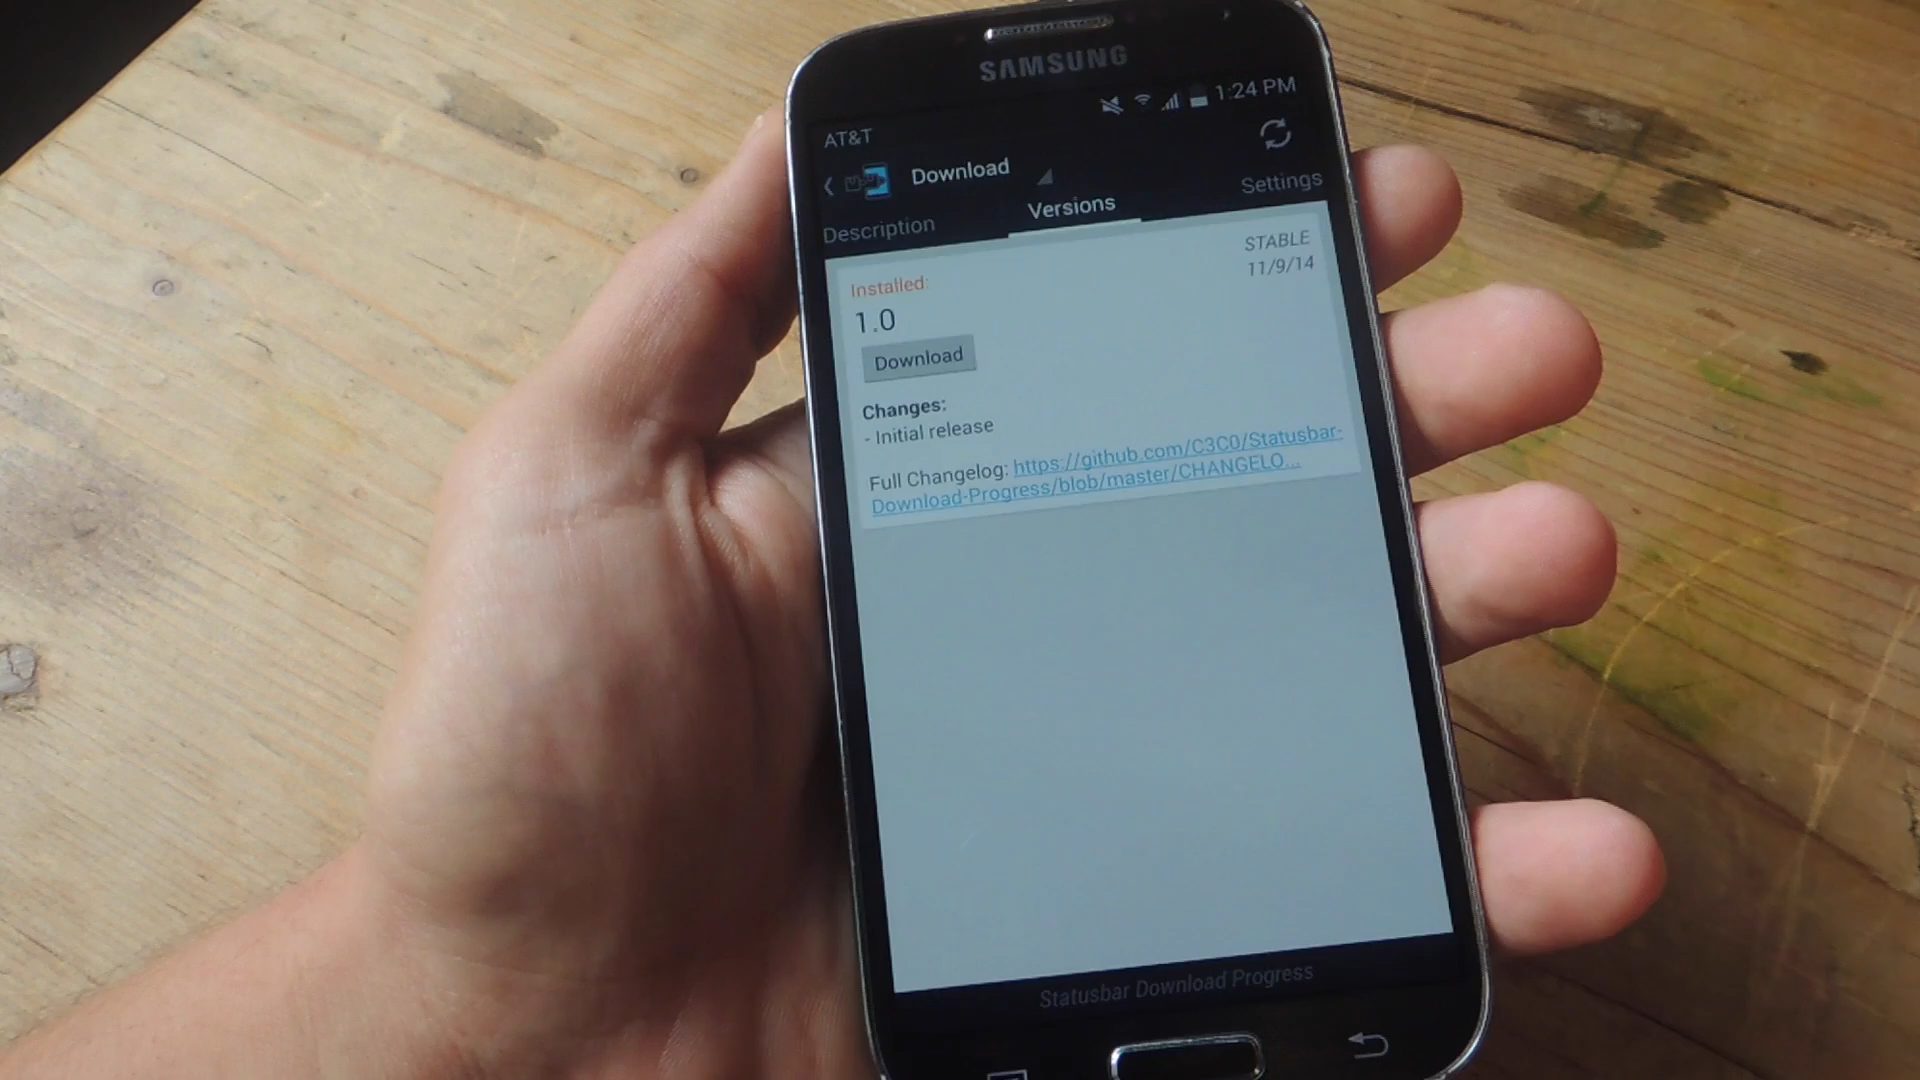 SAMSUNG
1:24 PM
AT&T
Download
Description
Versions
Settings
Installed:
STABLE
1.0
11/9/14
Download
Changes:
- Initial release
Full Changelog: https://github.com/C3C0/Statusbar-
Download-Progress/blob/master/CHANGELO...
Statusbar Download Progress